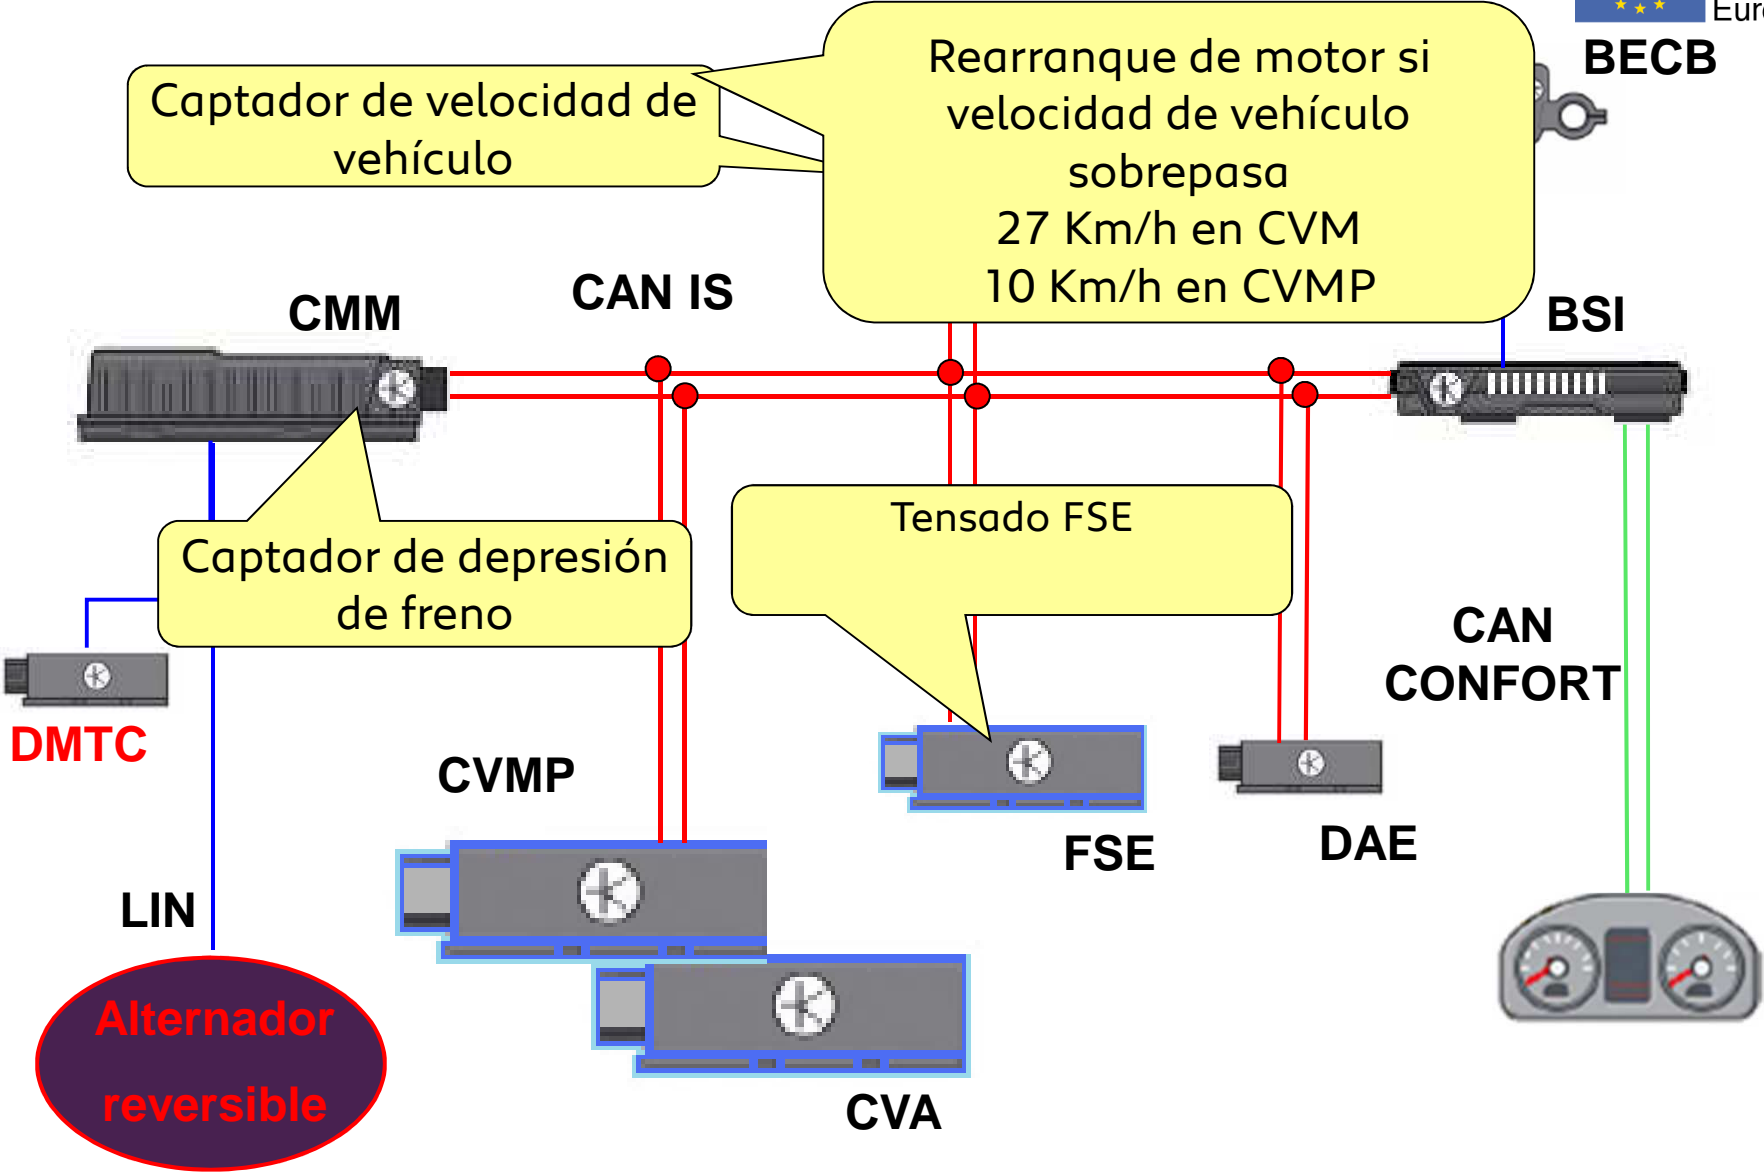 Euro
BECB
Captador de velocidad de
vehículo
Rearranque de motor si
velocidad de vehículo
sobrepasa
27 Km/h en CVM
10 Km/h en CVMP
CMM
CAN IS
BSI
Tensado FSE
Captador de depresión
de freno
CAN
CONFORT
DMTC
CVMP
FSE
DAE
LIN
Alternador
reversible
CVA